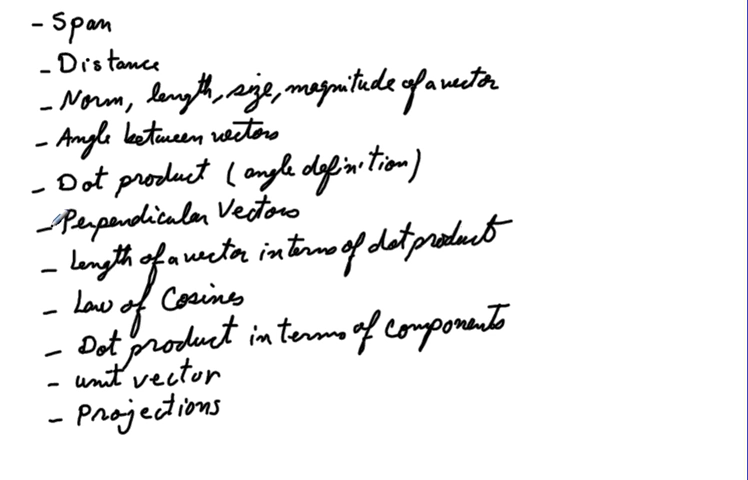 - Span
- Distance
- Norm, length, size, magnitude of a vector
- Angle between vectors
- Dot product (angle definition)
- Perpendicular Vectors
- Length of a vector in terms of dot product
- Law of Cosines
- Dot product in terms of components
- unit vector
- Projections